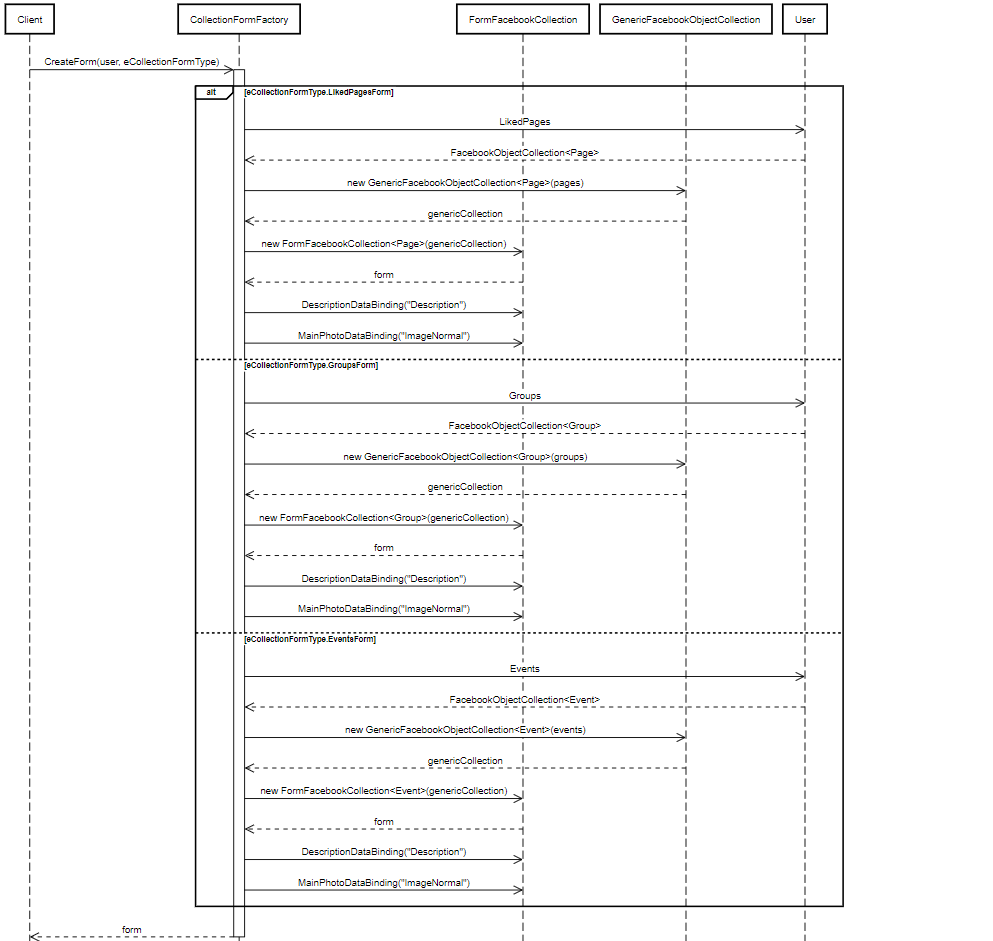 Client
CollectionFormFactory
FormFacebookCollection
GenericFacebookObjectCollection
User
CreateForm(user, eCollectionFormType)
alt
[eCollectionFormType.LikedPagesForm]
LikedPages
FacebookObjectCollection<Page>
new GenericFacebookObjectCollection<Page>(pages)
genericCollection
new FormFacebookCollection<Page>(genericCollection)
form
DescriptionDataBinding("Description")
MainPhotoDataBinding("ImageNormal")
[eCollectionFormType.GroupsForm]
Groups
FacebookObjectCollection<Group>
new GenericFacebookObjectCollection<Group>(groups)
genericCollection
new FormFacebookCollection<Group>(genericCollection)
form
DescriptionDataBinding("Description")
MainPhotoDataBinding("ImageNormal")
[eCollectionFormType.EventsForm]
Events
FacebookObjectCollection<Event>
new GenericFacebookObjectCollection<Event>(events)
genericCollection
new FormFacebookCollection<Event>(genericCollection)
form
DescriptionDataBinding("Description")
MainPhotoDataBinding("ImageNormal")
form